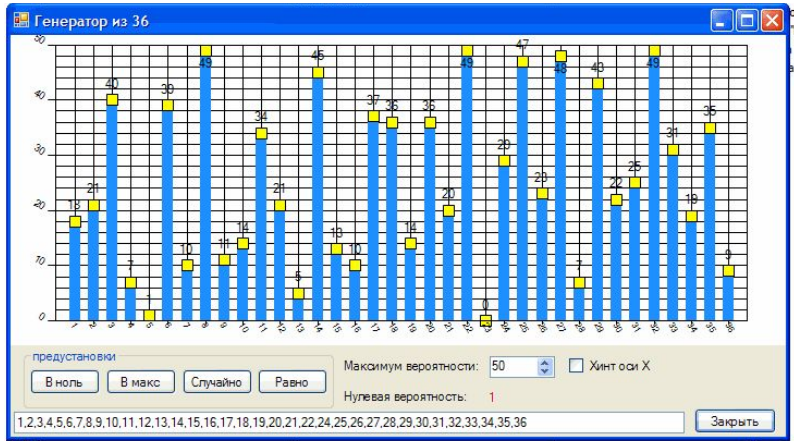 Генератор из 36
50
40
30
20
10
0
18 21 40 7 1 39 10 49 11 14 34 21 5 45 13 10 37 36 14 36 20 49 0 29 47 23 48 7 43 22 25 49 31 19 35 9
1 2 3 4 5 6 7 8 9 10 11 12 13 14 15 16 17 18 19 20 21 22 23 24 25 26 27 28 29 30 31 32 33 34 35 36
предустановки
В ноль В макс Случайно Равно
Максимум вероятности: 50 Хинт оси X
Нулевая вероятность: 1
1,2,3,4,5,6,7,8,9,10,11,12,13,14,15,16,17,18,19,20,21,22,24,25,26,27,28,29,30,31,32,33,34,35,36
Закрыть